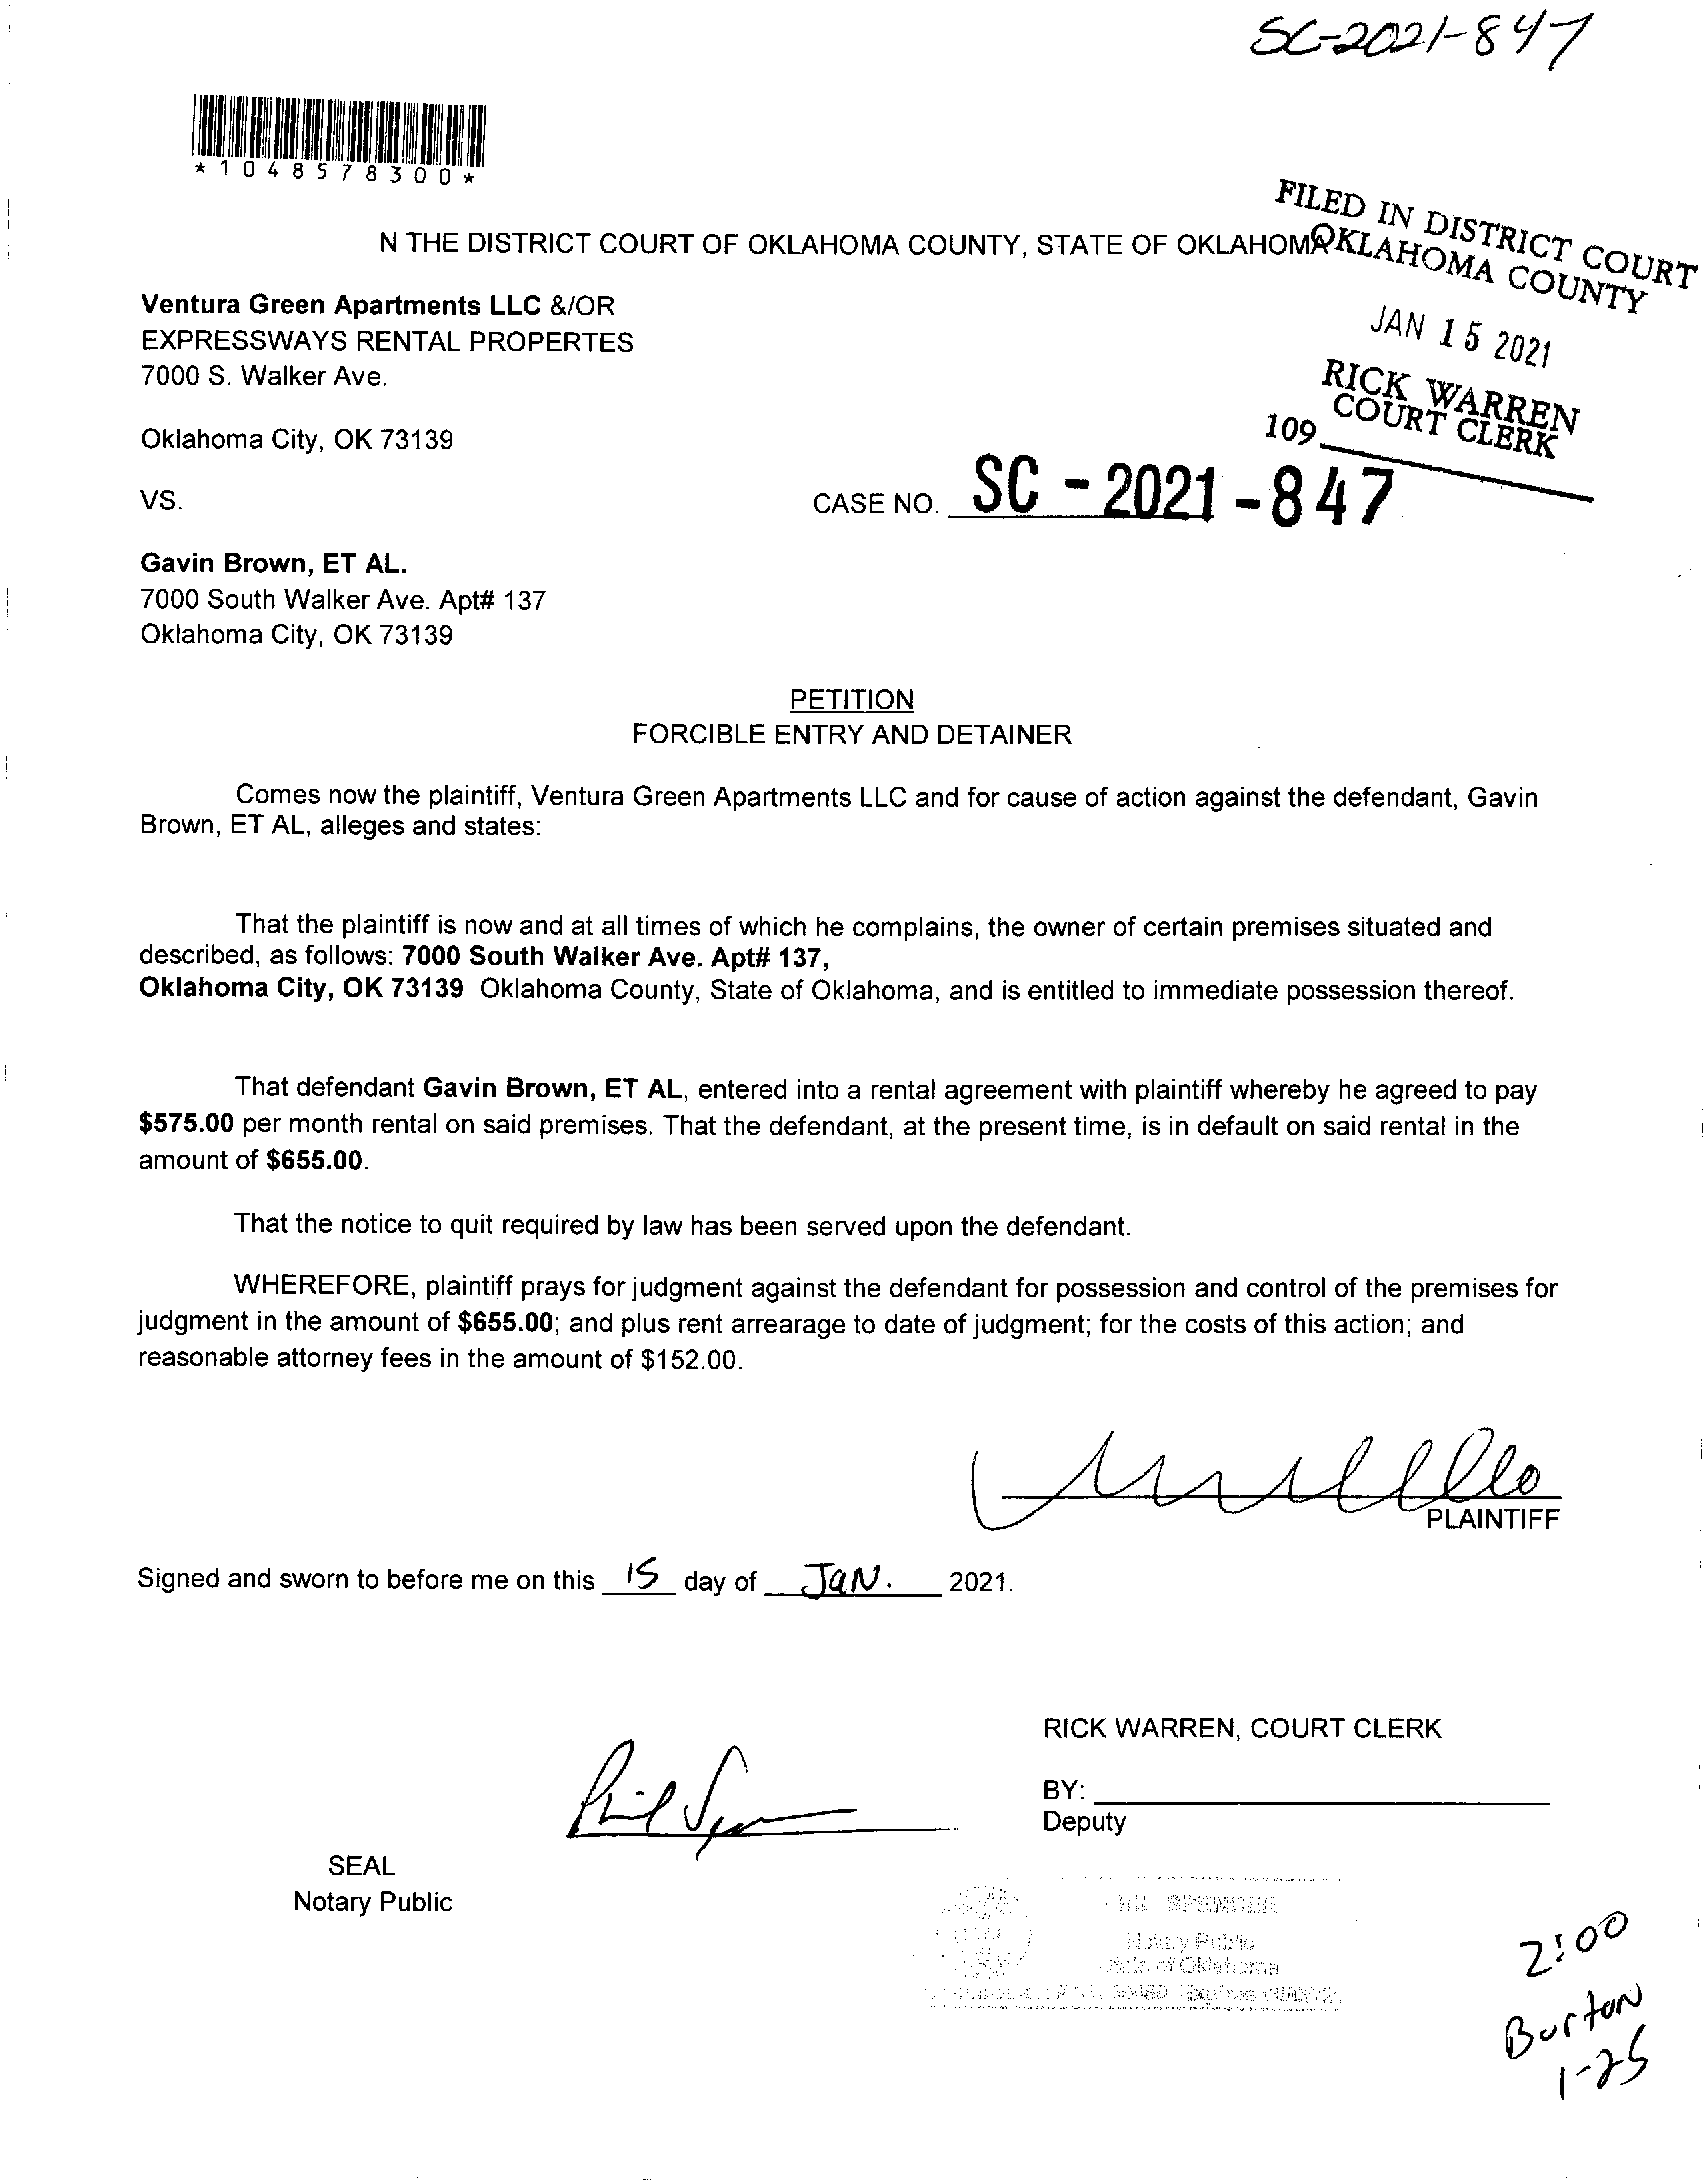 SC-2021-847
*1048578300*
FILED IN DISTRICT COURT
OKLAHOMA COUNTY
N THE DISTRICT COURT OF OKLAHOMA COUNTY, STATE OF OKLAHOM
JAN 15 2021
RICK WARREN
COURT CLERK
109
Ventura Green Apartments LLC &/OR
EXPRESSWAYS RENTAL PROPERTES
7000 S. Walker Ave.
Oklahoma City, OK 73139
VS.
CASE NO. SC - 2021 - 847
Gavin Brown, ET AL.
7000 South Walker Ave. Apt# 137
Oklahoma City, OK 73139
PETITION
FORCIBLE ENTRY AND DETAINER
Comes now the plaintiff, Ventura Green Apartments LLC and for cause of action against the defendant, Gavin
Brown, ET AL, alleges and states:
That the plaintiff is now and at all times of which he complains, the owner of certain premises situated and
described, as follows: 7000 South Walker Ave. Apt# 137,
Oklahoma City, OK 73139 Oklahoma County, State of Oklahoma, and is entitled to immediate possession thereof.
That defendant Gavin Brown, ET AL, entered into a rental agreement with plaintiff whereby he agreed to pay
$575.00 per month rental on said premises. That the defendant, at the present time, is in default on said rental in the
amount of $655.00.
That the notice to quit required by law has been served upon the defendant.
WHEREFORE, plaintiff prays for judgment against the defendant for possession and control of the premises for
judgment in the amount of $655.00; and plus rent arrearage to date of judgment; for the costs of this action; and
reasonable attorney fees in the amount of $152.00.
PLAINTIFF
Signed and sworn to before me on this 15 day of JaN. 2021.
RICK WARREN, COURT CLERK
BY:
Deputy
SEAL
Notary Public
Notary Public
of Oklahoma
2:00
Burton
1-25